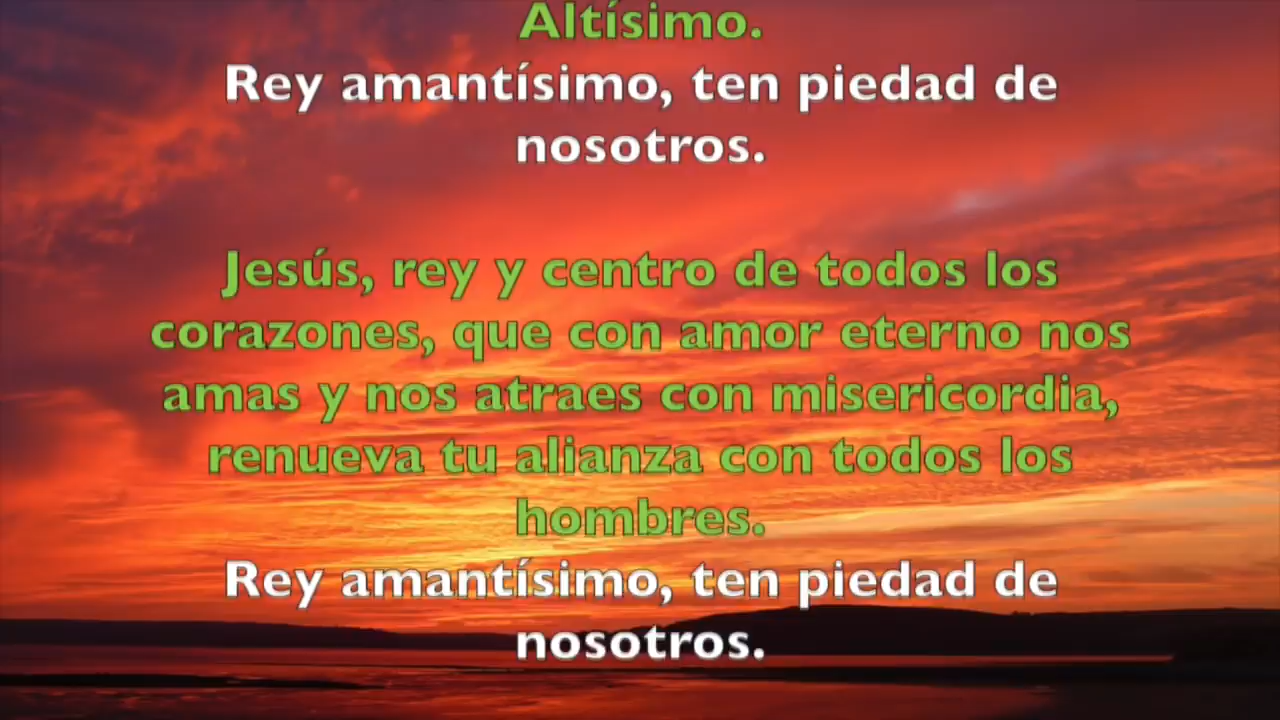 Altísimo.
Rey amantísimo, ten piedad de
nosotros.
Jesús, rey y centro de todos los
corazones, que con amor eterno nos
amas y nos atraes con misericordia,
renueva tu alianza con todos los
hombres.
Rey amantísimo, ten piedad de
nosotros.